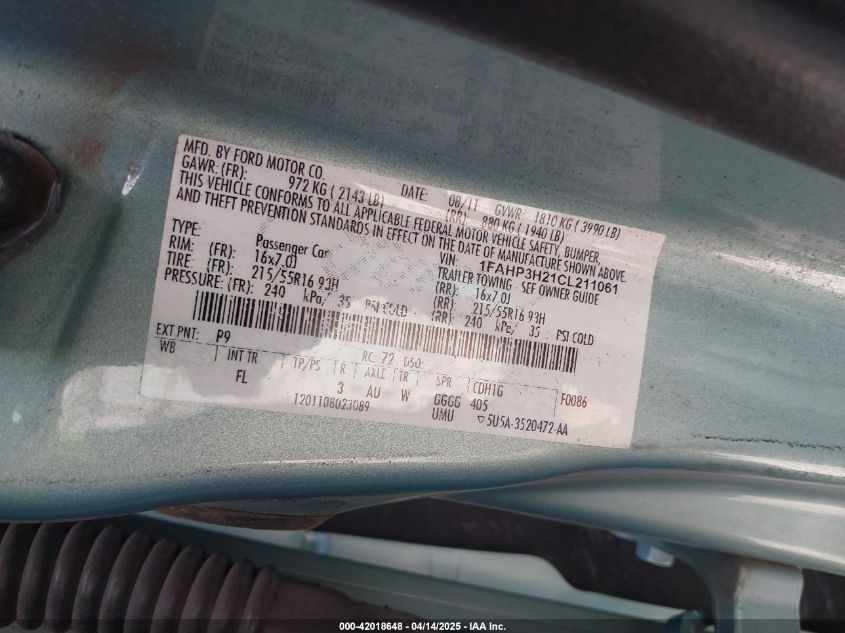 MFD. BY FORD MOTOR CO.
DATE: 08/11 GVWR: 1810 KG ( 3990 LB)
GAWR: (FR): 972 KG ( 2143 LB) (RR): 880 KG ( 1940 LB)
THIS VEHICLE CONFORMS TO ALL APPLICABLE FEDERAL MOTOR VEHICLE SAFETY, BUMPER,
AND THEFT PREVENTION STANDARDS IN EFFECT ON THE DATE OF MANUFACTURE SHOWN ABOVE.
VIN: 1FAHP3H21CL211061
TYPE: Passenger Car TRAILER TOWING - SEE OWNER GUIDE
RIM: (FR): 16x7.0J (RR): 16x7.0J
TIRE: (FR): 215/55R16 93H (RR): 215/55R16 93H
PRESSURE: (FR): 240 kPa/ 35 PSI COLD (RR): 240 kPa/ 35 PSI COLD
EXT PNT: P9 RC: 72 DSO: F0086
WB INT TR TP/PS R AXLE TR SPR CDH1G
FL 3 AU W GGGG 405
UMU
1201108023089 5U5A-3520472-AA
000-42018648 - 04/14/2025 - IAA Inc.